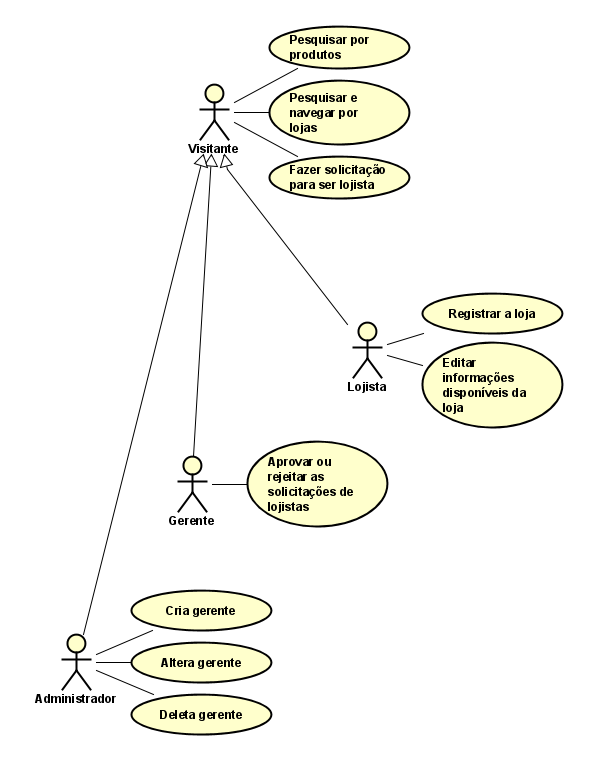 Pesquisar por
produtos
Pesquisar e
navegar por
lojas
Visitante
Fazer solicitação
para ser lojista
Registrar a loja
Lojista
Editar
informações
disponíveis da
loja
Aprovar ou
rejeitar as
solicitações de
lojistas
Gerente
Cria gerente
Altera gerente
Administrador
Deleta gerente